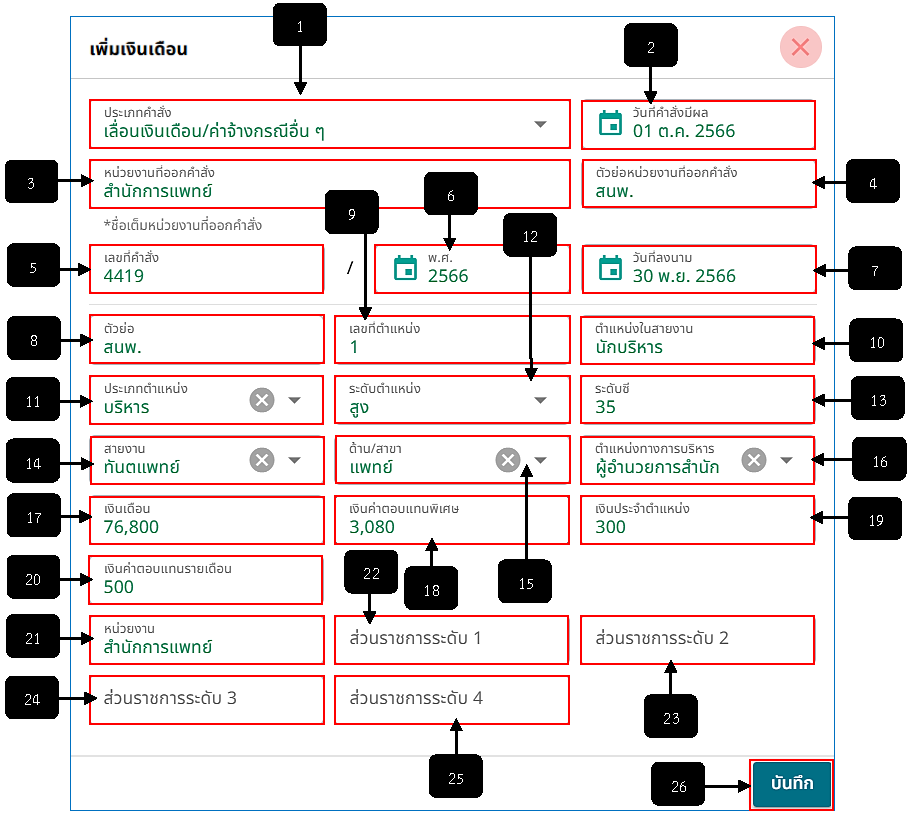 1
2
เพิ่มเงินเดือน
ประเภทคำสั่ง
เลื่อนเงินเดือน/ค่าจ้างกรณีอื่น ๆ
วันที่คำสั่งมีผล
01 ต.ค. 2566
3
หน่วยงานที่ออกคำสั่ง
สำนักการแพทย์
ตัวย่อหน่วยงานที่ออกคำสั่ง
สนพ.
4
*ชื่อเต็มหน่วยงานที่ออกคำสั่ง
9
6
12
5
เลขที่คำสั่ง
4419
/
พ.ศ.
2566
วันที่ลงนาม
30 พ.ย. 2566
7
8
ตัวย่อ
สนพ.
เลขที่ตำแหน่ง
1
ตำแหน่งในสายงาน
นักบริหาร
10
11
ประเภทตำแหน่ง
บริหาร
ระดับตำแหน่ง
สูง
ระดับซี
35
13
14
สายงาน
ทันตแพทย์
ด้าน/สาขา
แพทย์
ตำแหน่งทางการบริหาร
ผู้อำนวยการสำนัก
16
17
เงินเดือน
76,800
เงินค่าตอบแทนพิเศษ
3,080
เงินประจำตำแหน่ง
300
19
20
เงินค่าตอบแทนรายเดือน
500
22
18
15
21
หน่วยงาน
สำนักการแพทย์
ส่วนราชการระดับ 1
ส่วนราชการระดับ 2
24
ส่วนราชการระดับ 3
ส่วนราชการระดับ 4
23
25
26
บันทึก